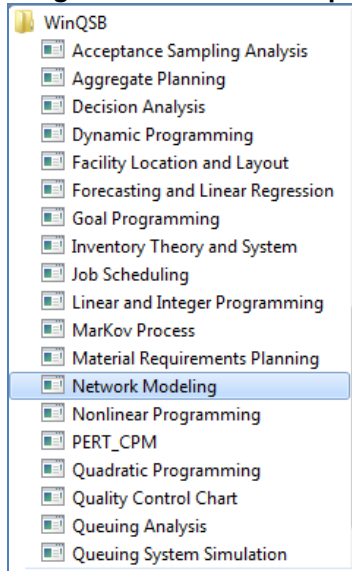 WinQSB
Acceptance Sampling Analysis
Aggregate Planning
Decision Analysis
Dynamic Programming
Facility Location and Layout
Forecasting and Linear Regression
Goal Programming
Inventory Theory and System
Job Scheduling
Linear and Integer Programming
MarKov Process
Material Requirements Planning
Network Modeling
Nonlinear Programming
PERT_CPM
Quadratic Programming
Quality Control Chart
Queuing Analysis
Queuing System Simulation